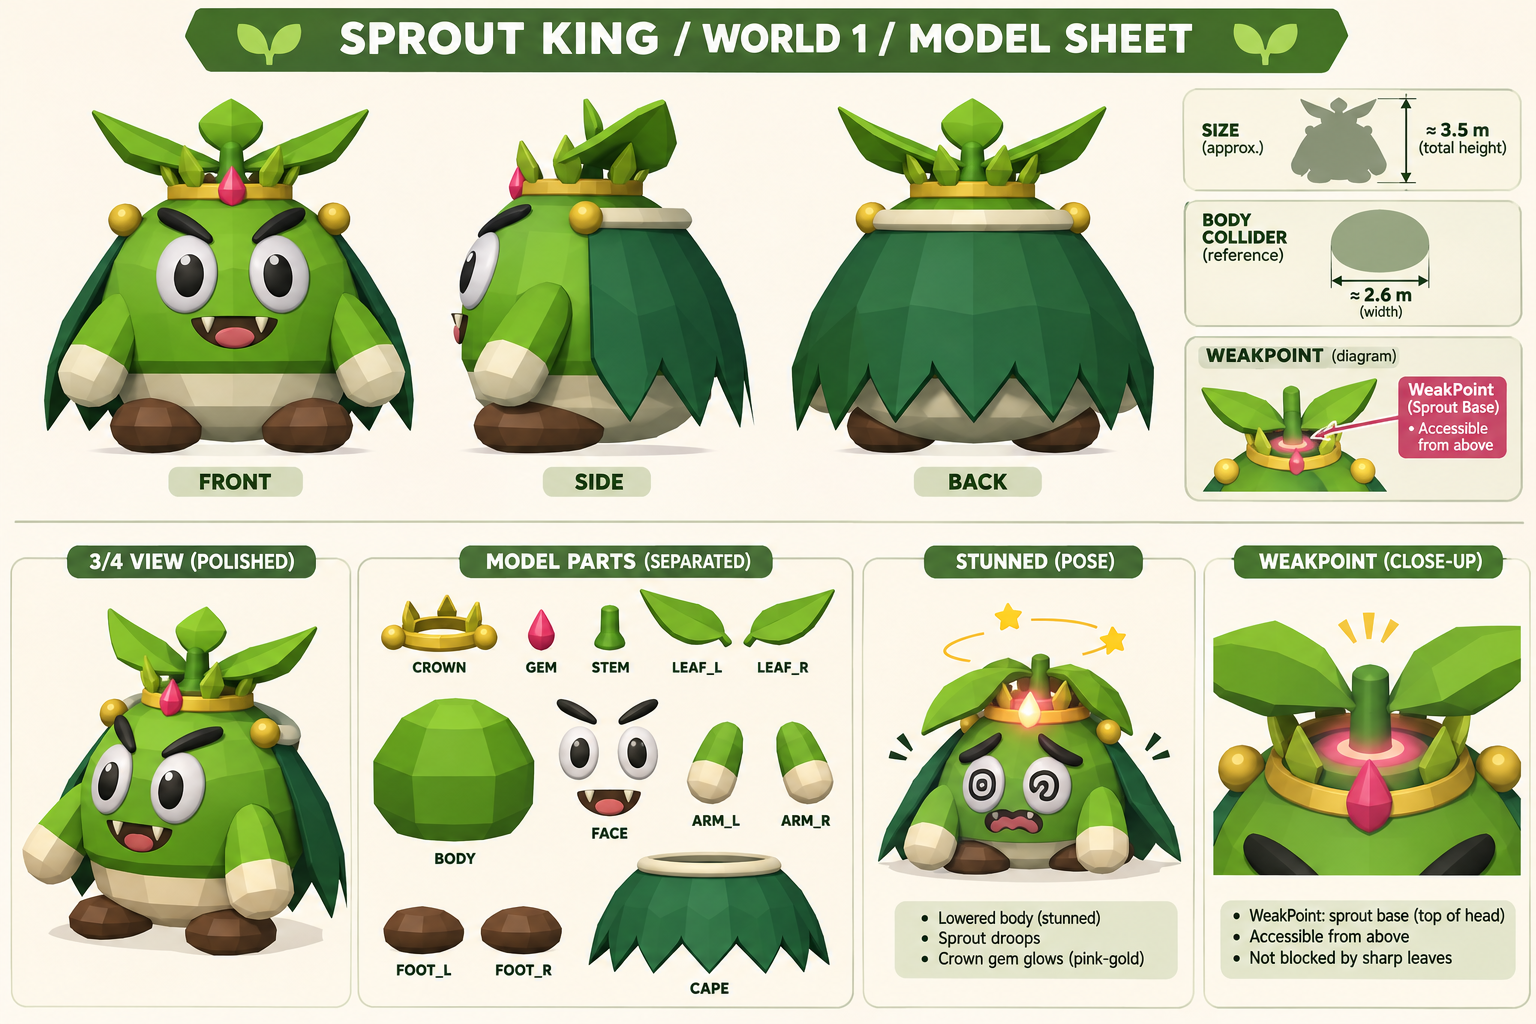 SPROUT KING / WORLD 1 / MODEL SHEET
FRONT
SIDE
BACK
SIZE
(approx.)
≈ 3.5 m
(total height)
BODY
COLLIDER
(reference)
≈ 2.6 m
(width)
WEAKPOINT (diagram)
WeakPoint
(Sprout Base)
• Accessible
from above
3/4 VIEW (POLISHED)
MODEL PARTS (SEPARATED)
CROWN
GEM
STEM
LEAF_L
LEAF_R
BODY
FACE
ARM_L
ARM_R
FOOT_L
FOOT_R
CAPE
STUNNED (POSE)
• Lowered body (stunned)
• Sprout droops
• Crown gem glows (pink-gold)
WEAKPOINT (CLOSE-UP)
• WeakPoint: sprout base (top of head)
• Accessible from above
• Not blocked by sharp leaves